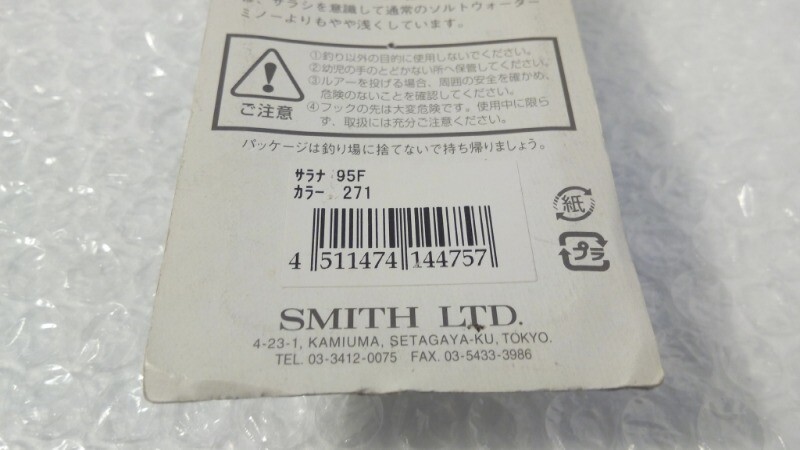 、サラシを意識して通常のソルトウォーター
ミノーよりもやや浅くしています。
ご注意
①釣り以外の目的に使用しないでください。
②幼児の手のとどかない所へ保管してください。
③ルアーを投げる場合、周囲の安全を確かめ、
危険のないことを確認してください。
④フックの先は大変危険です。使用中に限ら
ず、取扱には充分ご注意ください。
パッケージは釣り場に捨てないで持ち帰りましょう。
ｻﾗﾅ 95F
ｶﾗｰ 271
4 511474 144757
紙
プラ
SMITH LTD.
4-23-1, KAMIUMA, SETAGAYA-KU, TOKYO.
TEL. 03-3412-0075 FAX. 03-5433-3986